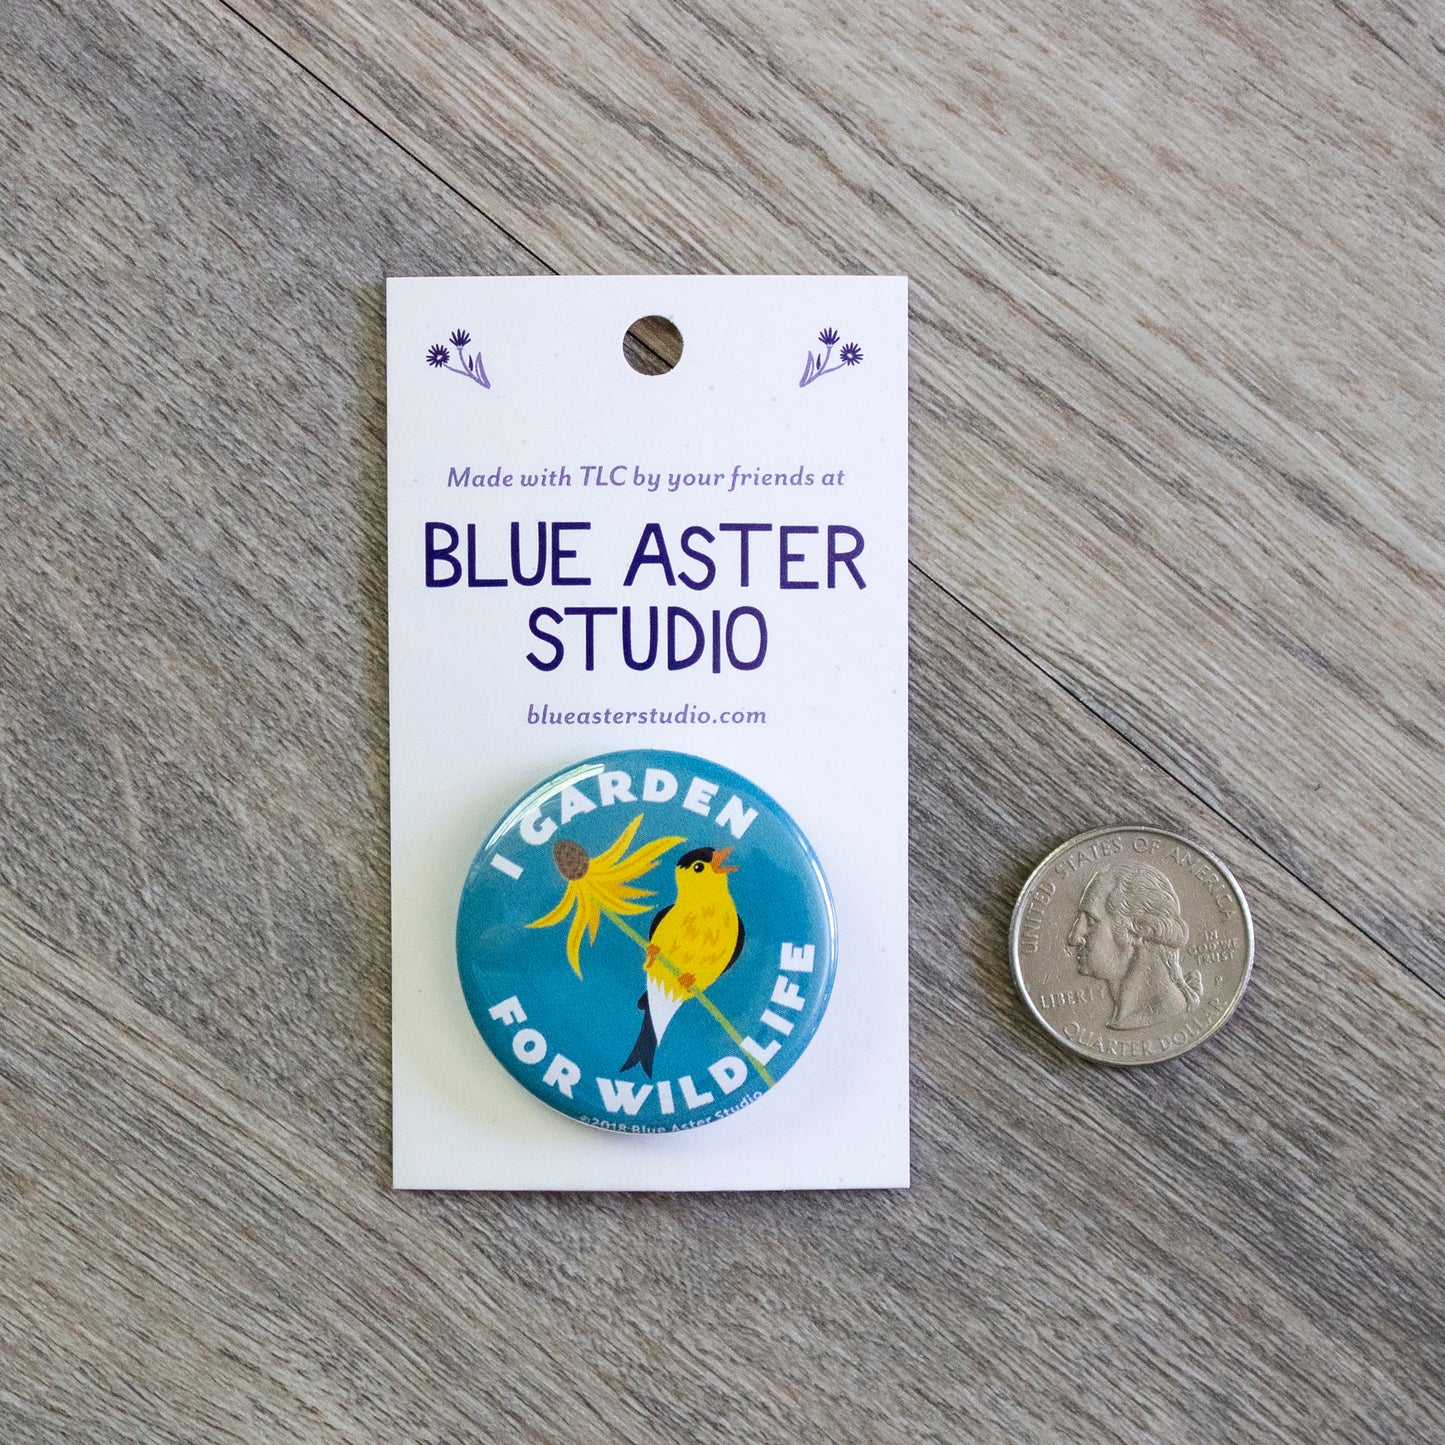 Made with TLC by your friends at
BLUE ASTER
STUDIO
blueasterstudio.com
I GARDEN
FOR WILDLIFE
©2018 Blue Aster Studio
UNITED STATES OF AMERICA
IN
GOD WE
TRUST
P
LIBERTY
QUARTER DOLLAR